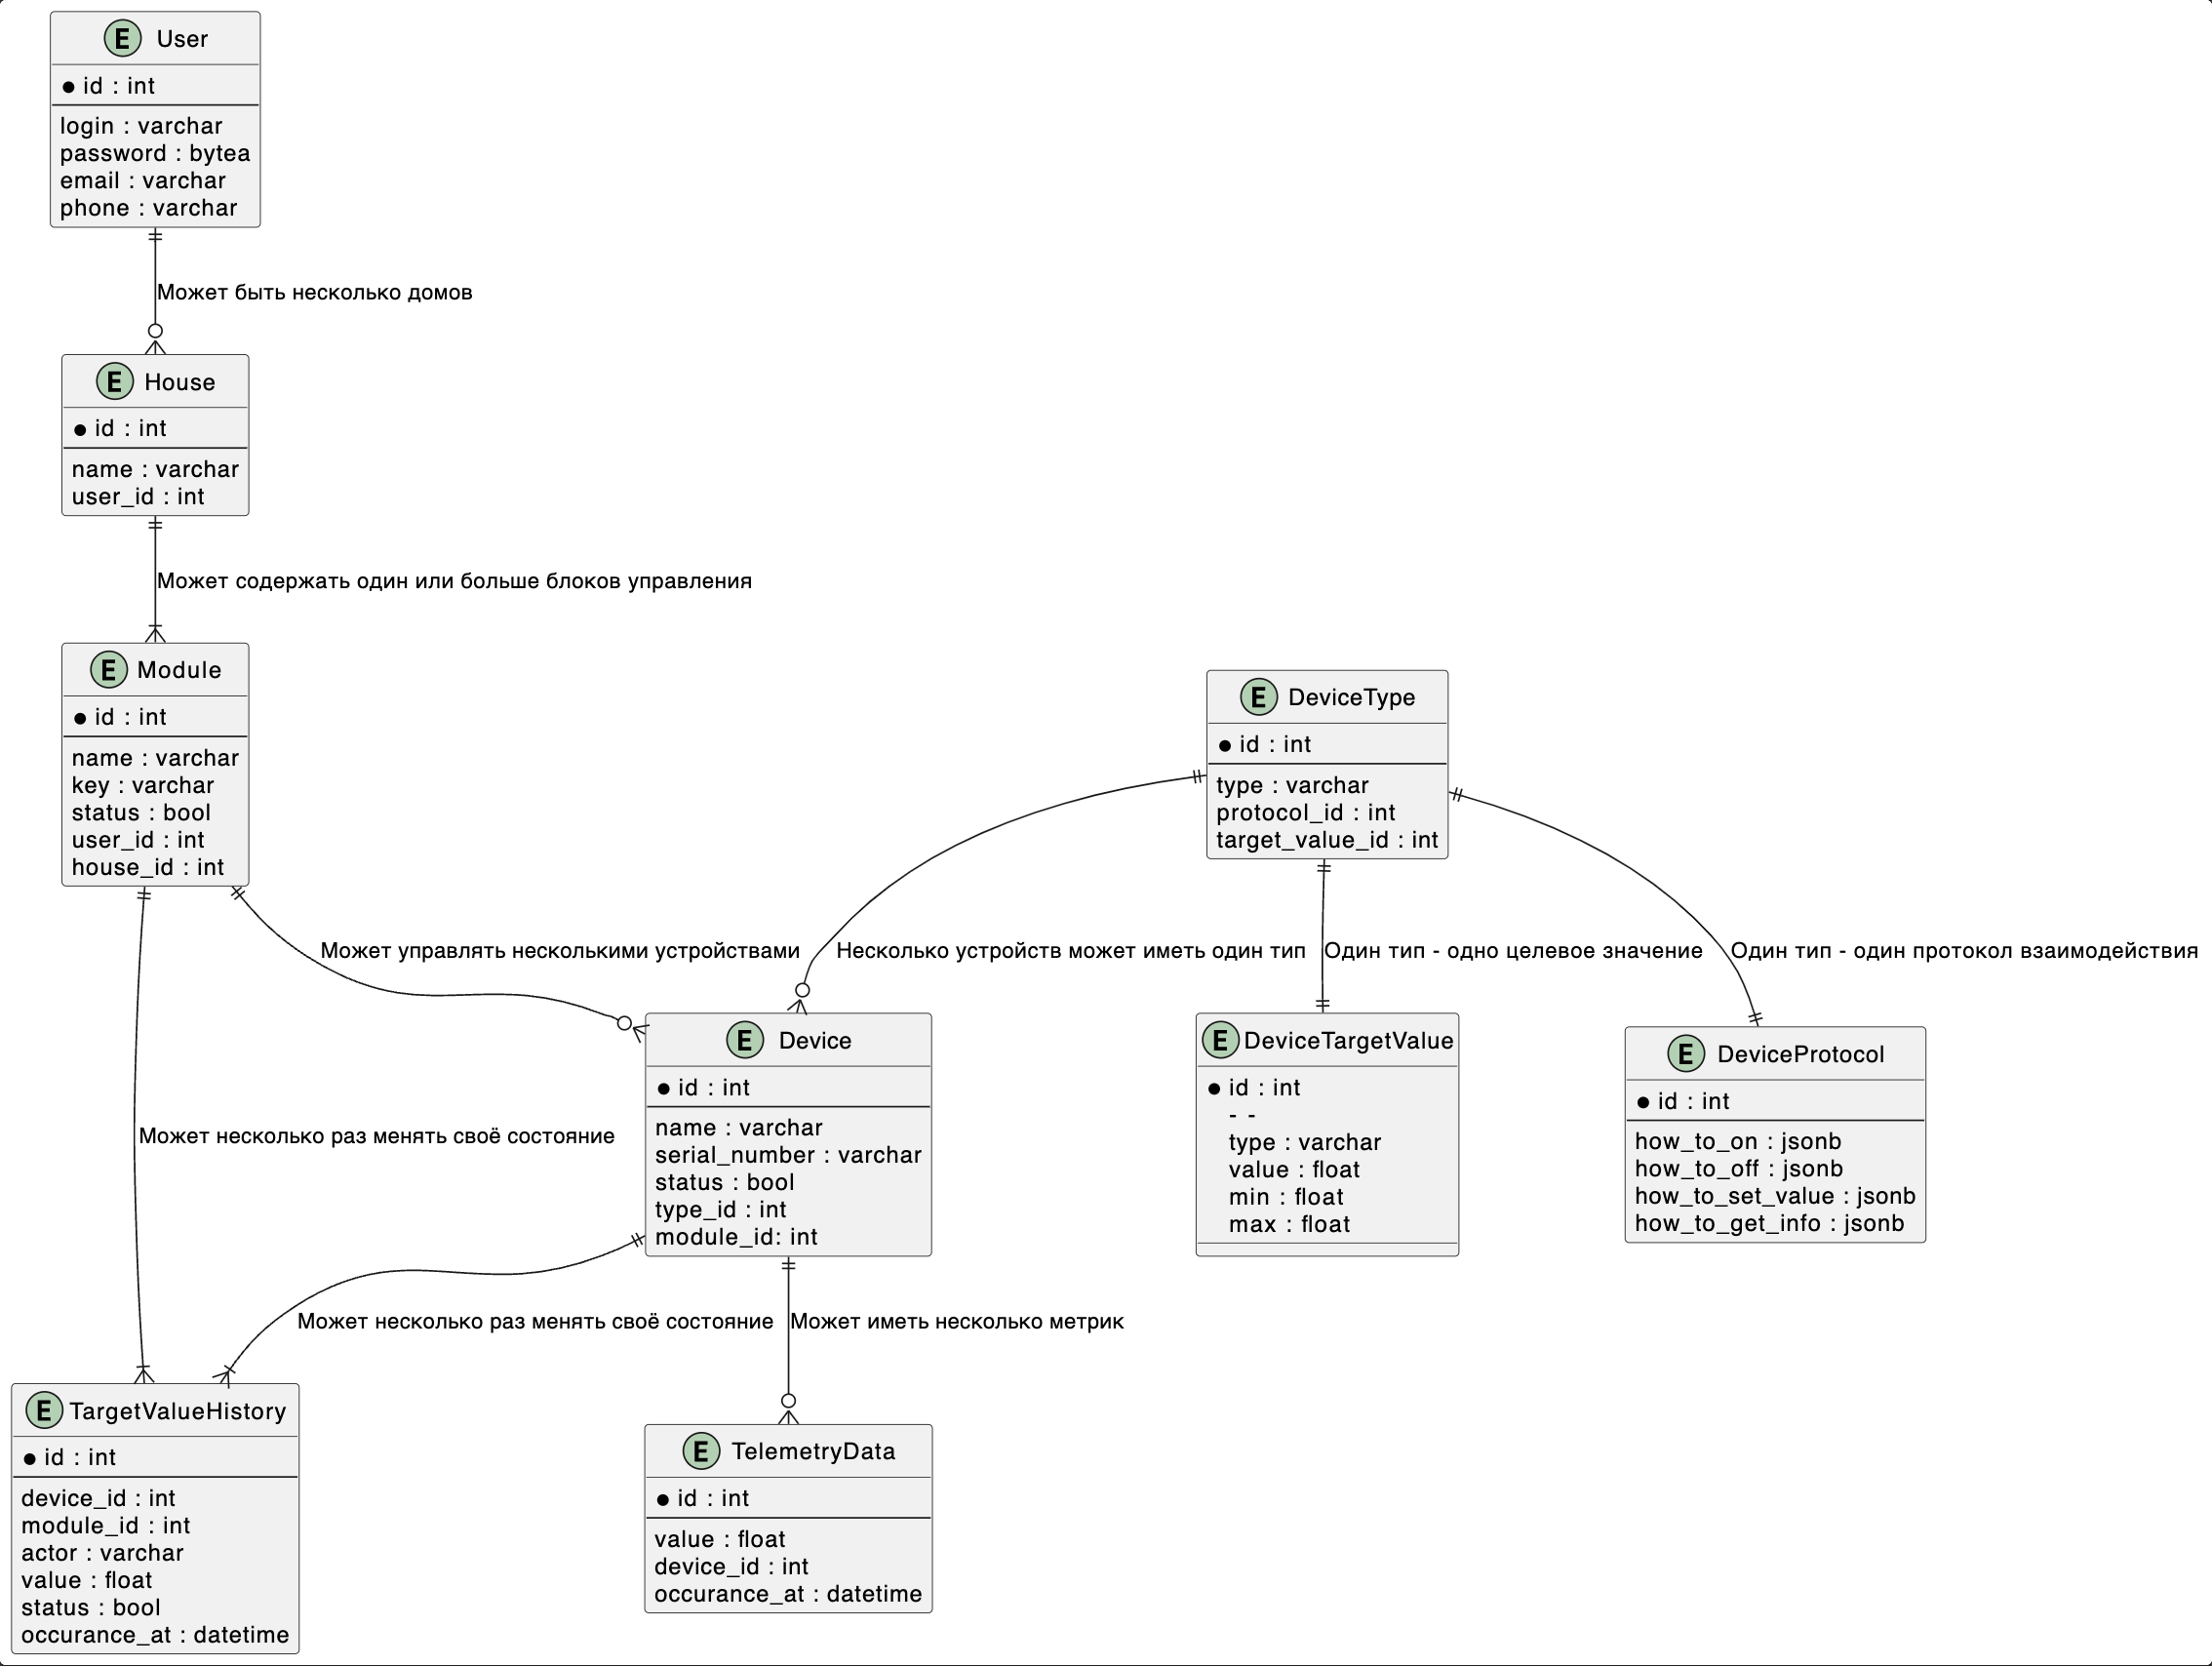 E User
id : int
login : varchar
password : bytea
email : varchar
phone : varchar
Может быть несколько домов
E House
id : int
name : varchar
user_id : int
Может содержать один или больше блоков управления
E Module
id : int
name : varchar
key : varchar
status : bool
user_id : int
house_id : int
E DeviceType
id : int
type : varchar
protocol_id : int
target_value_id : int
Может управлять несколькими устройствами
Несколько устройств может иметь один тип
Один тип - одно целевое значение
Один тип - один протокол взаимодействия
E Device
id : int
name : varchar
serial_number : varchar
status : bool
type_id : int
module_id: int
E DeviceTargetValue
id : int
- -
type : varchar
value : float
min : float
max : float
E DeviceProtocol
id : int
how_to_on : jsonb
how_to_off : jsonb
how_to_set_value : jsonb
how_to_get_info : jsonb
Может несколько раз менять своё состояние
Может несколько раз менять своё состояние
Может иметь несколько метрик
E TargetValueHistory
id : int
device_id : int
module_id : int
actor : varchar
value : float
status : bool
occurance_at : datetime
E TelemetryData
id : int
value : float
device_id : int
occurance_at : datetime